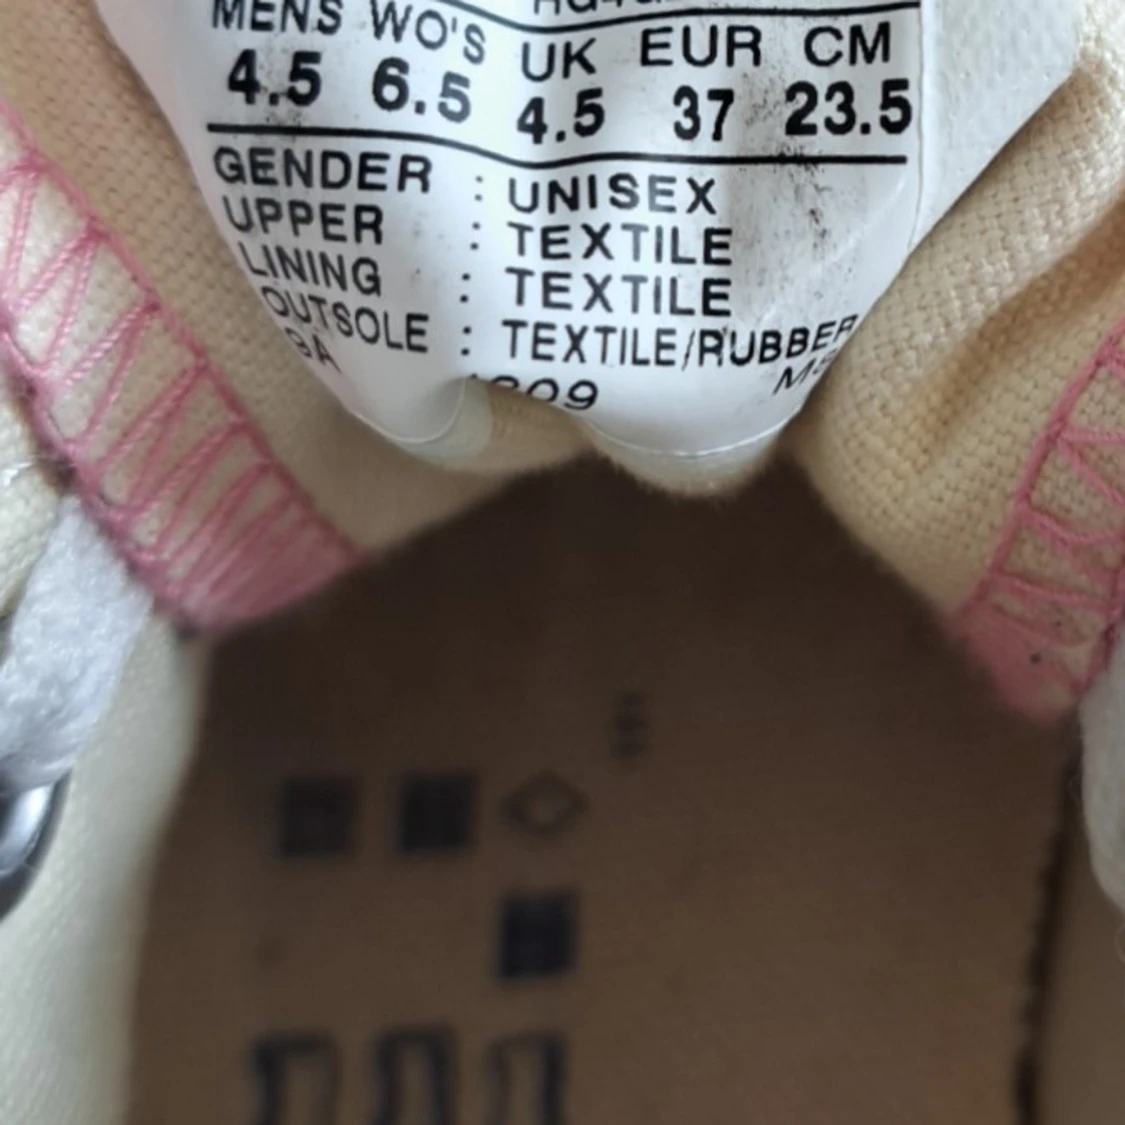 MENS WO'S UK EUR CM
4.5 6.5 4.5 37 23.5
GENDER : UNISEX
UPPER : TEXTILE
LINING : TEXTILE
OUTSOLE : TEXTILE/RUBBER